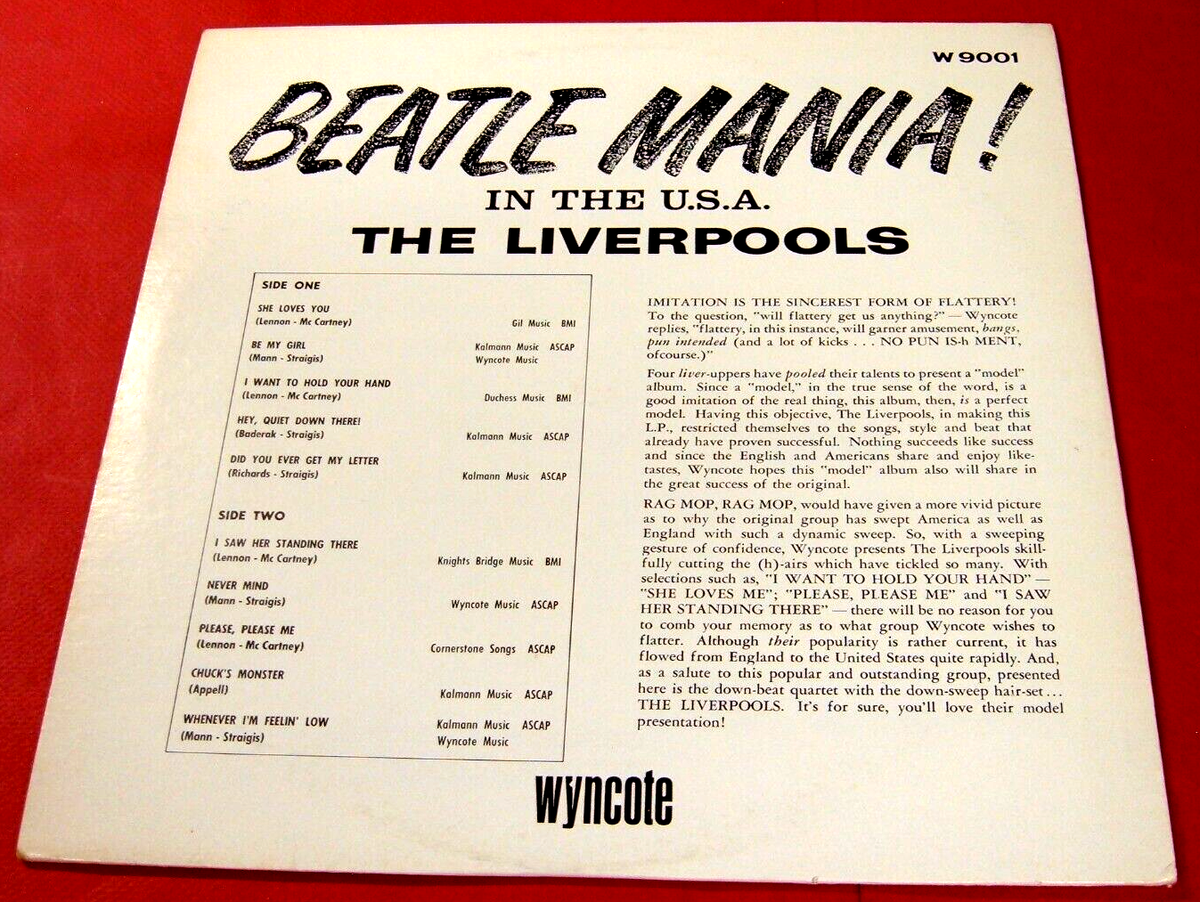 W 9001
BEATLE MANIA!
IN THE U.S.A.
THE LIVERPOOLS
SIDE ONE
SHE LOVES YOU
(Lennon - Mc Cartney) Gil Music BMI
BE MY GIRL Kalmann Music ASCAP
(Mann - Straigis) Wyncote Music
I WANT TO HOLD YOUR HAND
(Lennon - Mc Cartney) Duchess Music BMI
HEY, QUIET DOWN THERE!
(Baderak - Straigis) Kalmann Music ASCAP
DID YOU EVER GET MY LETTER
(Richards - Straigis) Kalmann Music ASCAP
SIDE TWO
I SAW HER STANDING THERE
(Lennon - Mc Cartney) Knights Bridge Music BMI
NEVER MIND
(Mann - Straigis) Wyncote Music ASCAP
PLEASE, PLEASE ME
(Lennon - Mc Cartney) Cornerstone Songs ASCAP
CHUCK'S MONSTER
(Appell) Kalmann Music ASCAP
WHENEVER I'M FEELIN' LOW Kalmann Music ASCAP
(Mann - Straigis) Wyncote Music
IMITATION IS THE SINCEREST FORM OF FLATTERY!
To the question, "will flattery get us anything?" — Wyncote
replies, "flattery, in this instance, will garner amusement, bangs,
pun intended (and a lot of kicks . . . NO PUN IS-h MENT,
ofcourse.)"
Four liver-uppers have pooled their talents to present a "model"
album. Since a "model," in the true sense of the word, is a
good imitation of the real thing, this album, then, is a perfect
model. Having this objective, The Liverpools, in making this
L.P., restricted themselves to the songs, style and beat that
already have proven successful. Nothing succeeds like success
and since the English and Americans share and enjoy like-
tastes, Wyncote hopes this "model" album also will share in
the great success of the original.
RAG MOP, RAG MOP, would have given a more vivid picture
as to why the original group has swept America as well as
England with such a dynamic sweep. So, with a sweeping
gesture of confidence, Wyncote presents The Liverpools skill-
fully cutting the (h)-airs which have tickled so many. With
selections such as, "I WANT TO HOLD YOUR HAND" —
"SHE LOVES ME"; "PLEASE, PLEASE ME" and "I SAW
HER STANDING THERE" — there will be no reason for you
to comb your memory as to what group Wyncote wishes to
flatter. Although their popularity is rather current, it has
flowed from England to the United States quite rapidly. And,
as a salute to this popular and outstanding group, presented
here is the down-beat quartet with the down-sweep hair-set...
THE LIVERPOOLS. It's for sure, you'll love their model
presentation!
wyncote